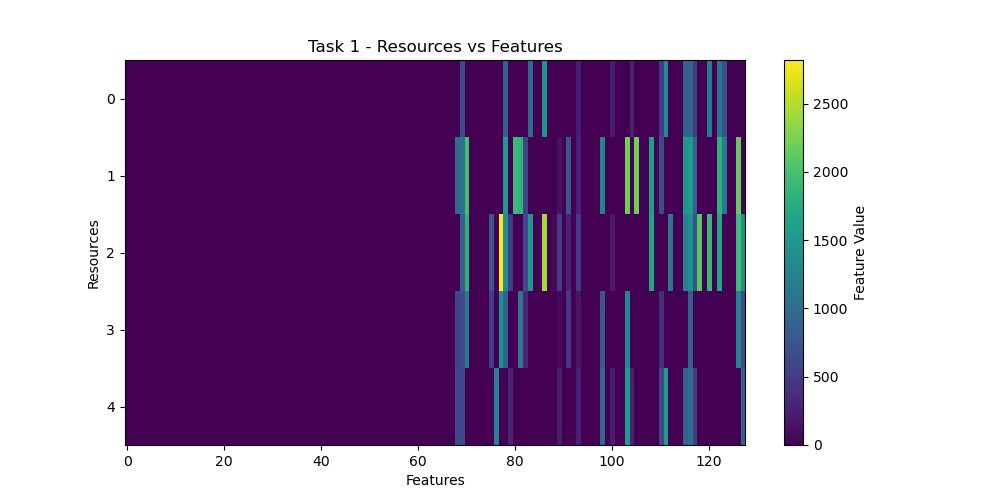 Task 1 - Resources vs Features
Resources
0
1
2
3
4
0 20 40 60 80 100 120
Features
2500
2000
1500
1000
500
0
Feature Value